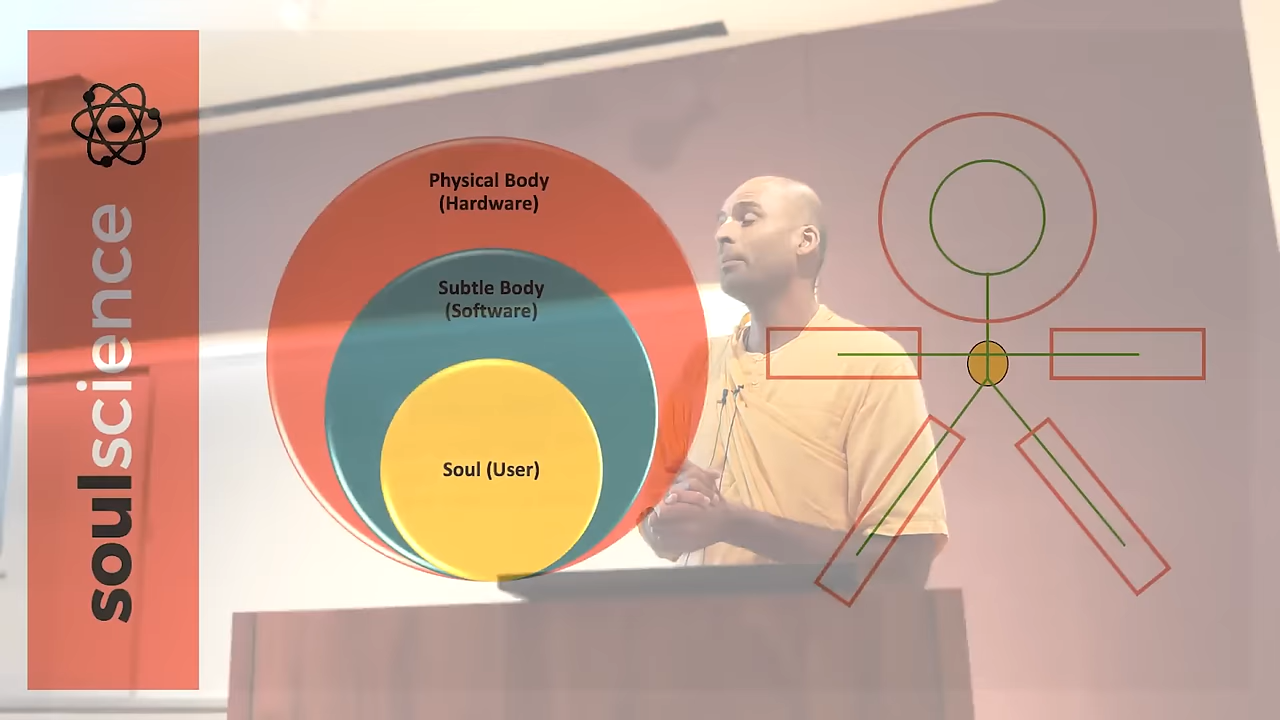 soulscience
Physical Body
(Hardware)
Subtle Body
(Software)
Soul (User)